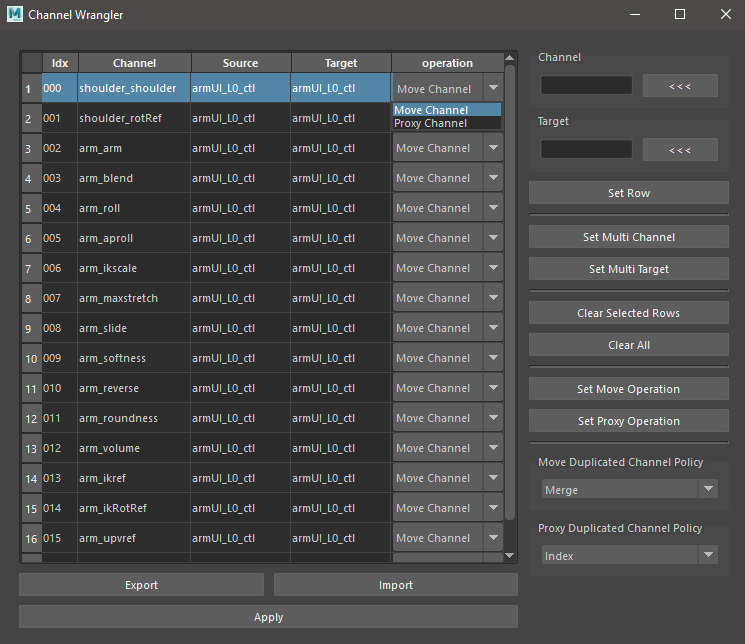 Channel Wrangler
Idx Channel Source Target operation
1 000 shoulder_shoulder armUI_L0_ctl armUI_L0_ctl Move Channel
Move Channel
2 001 shoulder_rotRef armUI_L0_ctl armUI_L0_ctl Proxy Channel
3 002 arm_arm armUI_L0_ctl armUI_L0_ctl Move Channel
4 003 arm_blend armUI_L0_ctl armUI_L0_ctl Move Channel
5 004 arm_roll armUI_L0_ctl armUI_L0_ctl Move Channel
6 005 arm_aproll armUI_L0_ctl armUI_L0_ctl Move Channel
7 006 arm_ikscale armUI_L0_ctl armUI_L0_ctl Move Channel
8 007 arm_maxstretch armUI_L0_ctl armUI_L0_ctl Move Channel
9 008 arm_slide armUI_L0_ctl armUI_L0_ctl Move Channel
10 009 arm_softness armUI_L0_ctl armUI_L0_ctl Move Channel
11 010 arm_reverse armUI_L0_ctl armUI_L0_ctl Move Channel
12 011 arm_roundness armUI_L0_ctl armUI_L0_ctl Move Channel
13 012 arm_volume armUI_L0_ctl armUI_L0_ctl Move Channel
14 013 arm_ikref armUI_L0_ctl armUI_L0_ctl Move Channel
15 014 arm_ikRotRef armUI_L0_ctl armUI_L0_ctl Move Channel
16 015 arm_upvref armUI_L0_ctl armUI_L0_ctl Move Channel
Export Import
Apply
Channel
<<<
Target
<<<
Set Row
Set Multi Channel
Set Multi Target
Clear Selected Rows
Clear All
Set Move Operation
Set Proxy Operation
Move Duplicated Channel Policy
Merge
Proxy Duplicated Channel Policy
Index